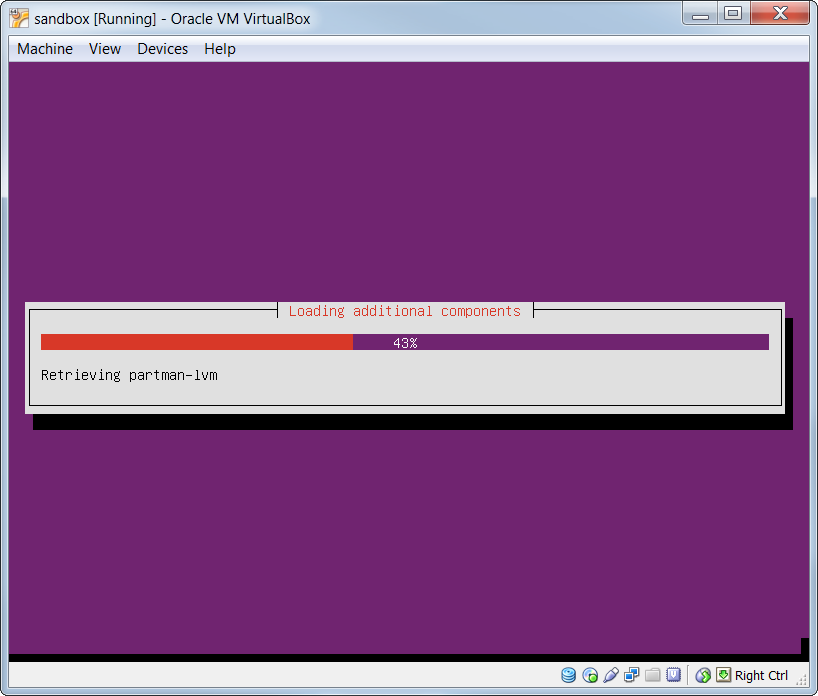 sandbox [Running] - Oracle VM VirtualBox
Machine View Devices Help
Loading additional components
43%
Retrieving partman-lvm
Right Ctrl